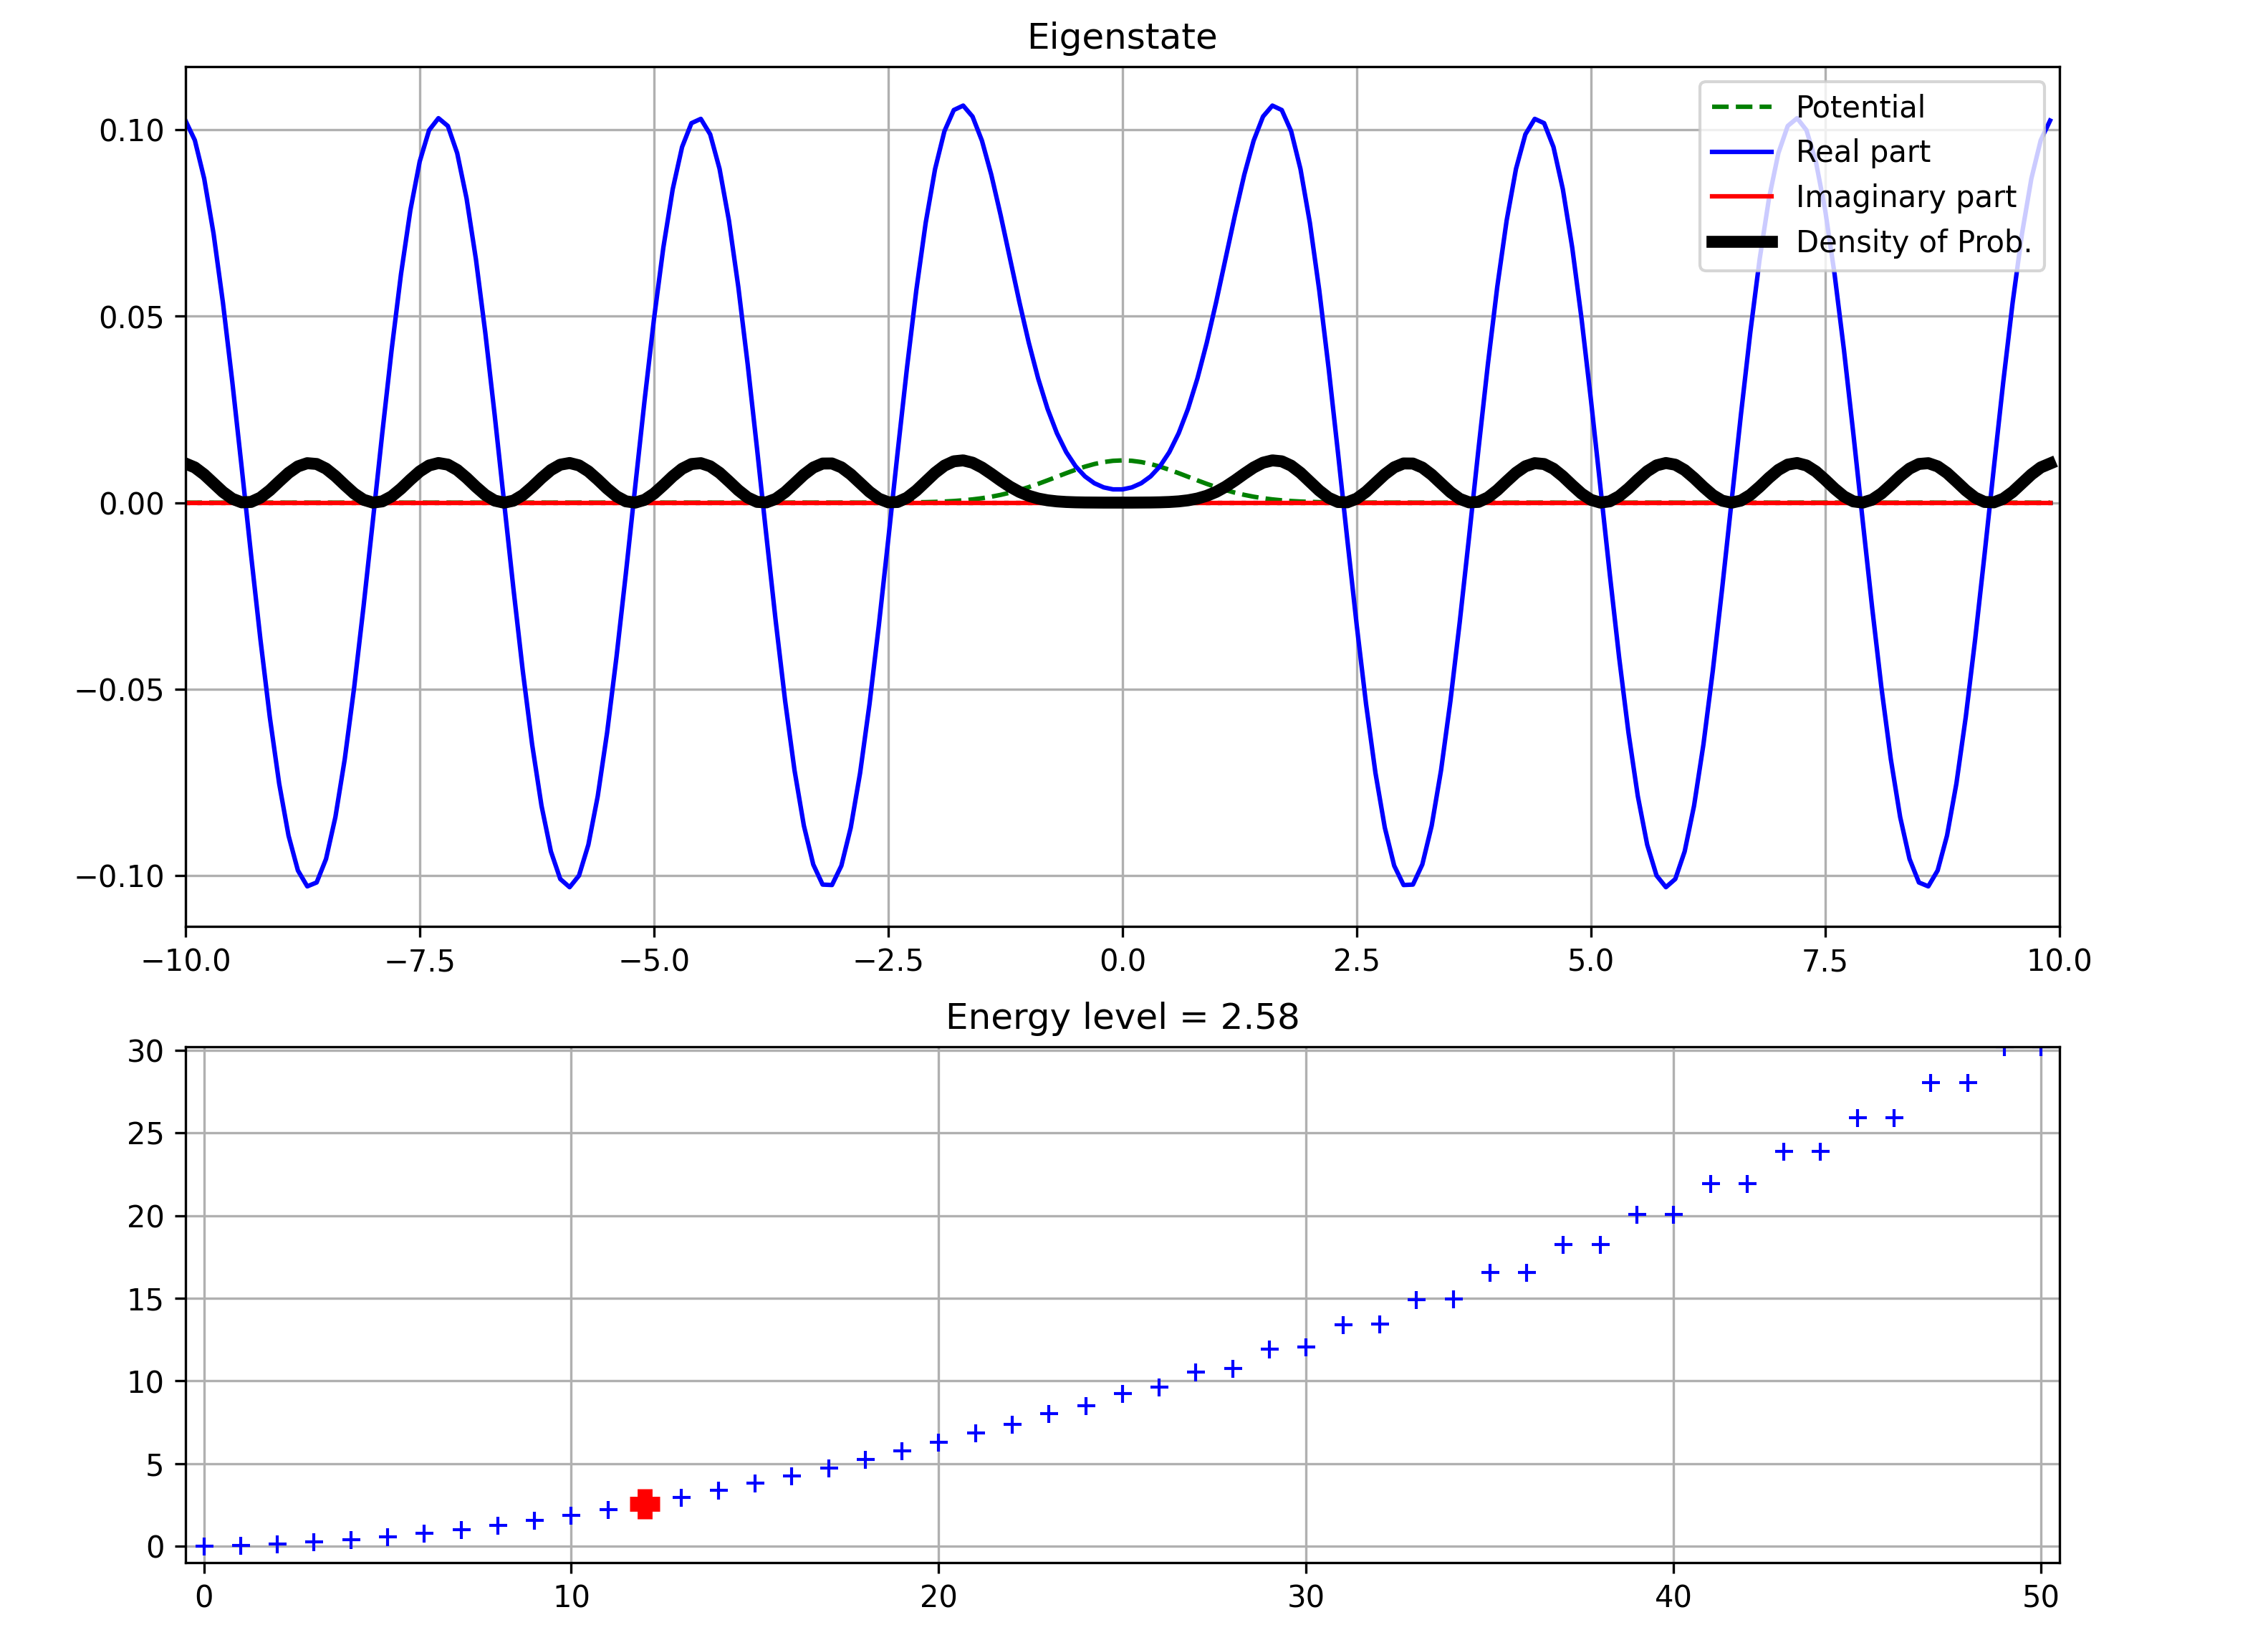 Eigenstate
Potential
Real part
Imaginary part
Density of Prob.
0.10
0.05
0.00
−0.05
−0.10
−10.0 −7.5 −5.0 −2.5 0.0 2.5 5.0 7.5 10.0
Energy level = 2.58
30
25
20
15
10
5
0
0 10 20 30 40 50